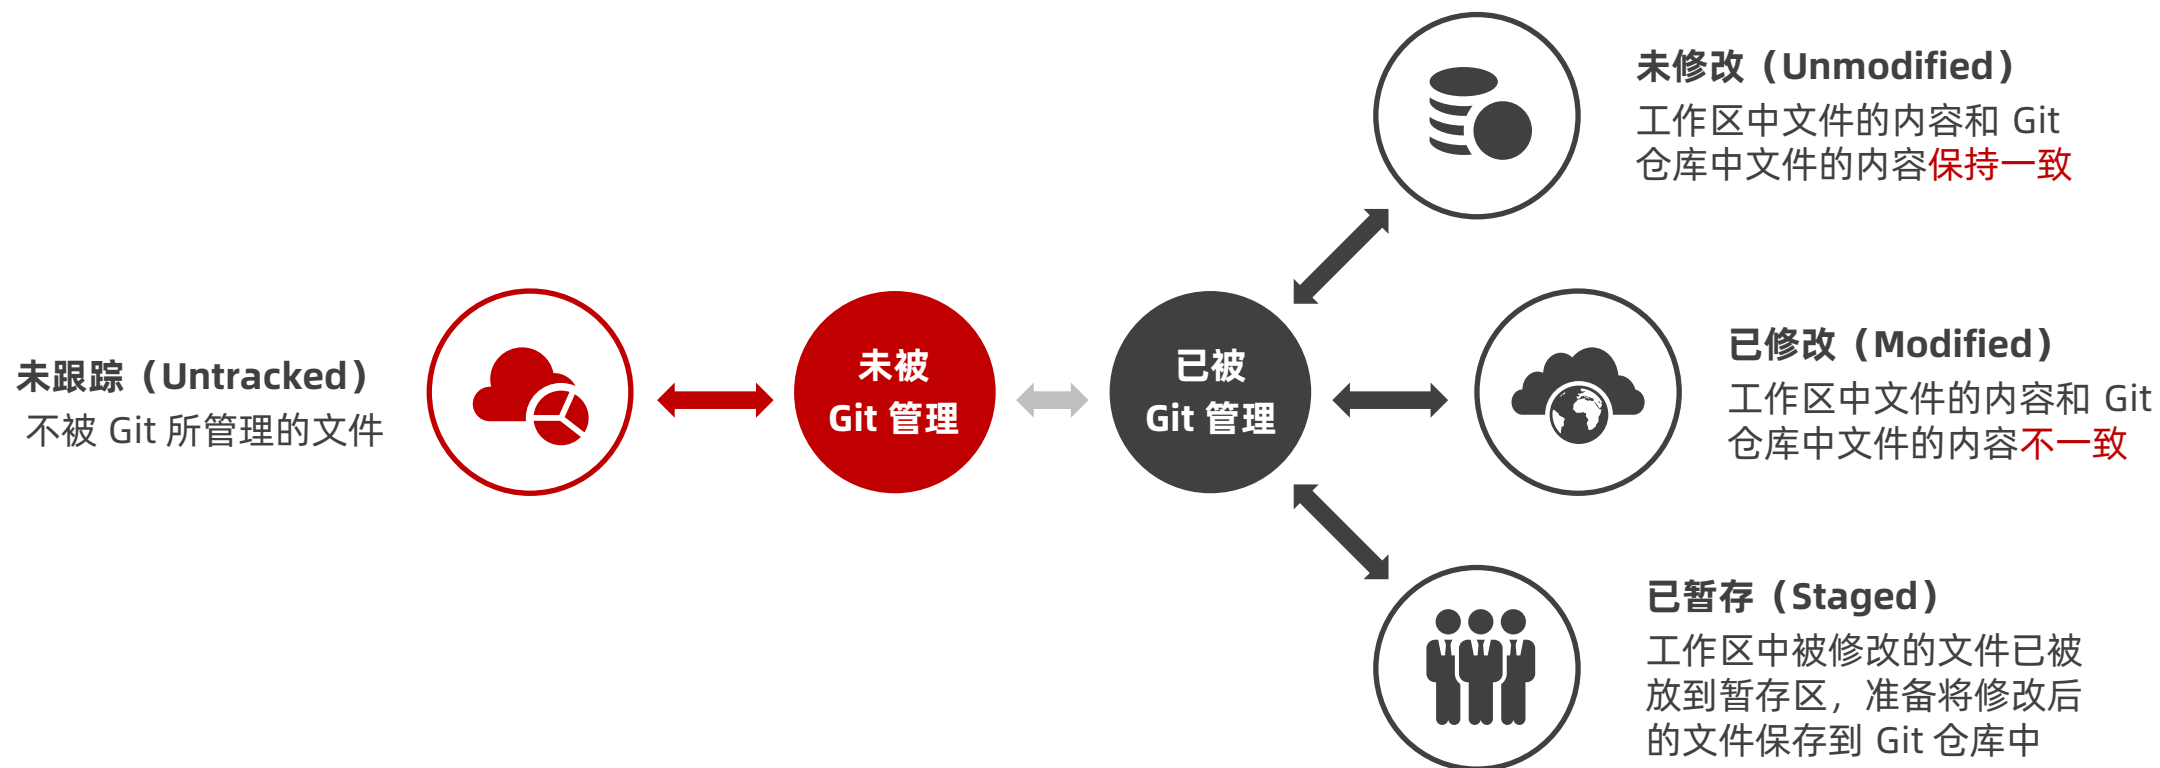 未跟踪（Untracked）
不被 Git 所管理的文件
未被
Git 管理
已被
Git 管理
未修改（Unmodified）
工作区中文件的内容和 Git
仓库中文件的内容保持一致
已修改（Modified）
工作区中文件的内容和 Git
仓库中文件的内容不一致
已暂存（Staged）
工作区中被修改的文件已被
放到暂存区，准备将修改后
的文件保存到 Git 仓库中